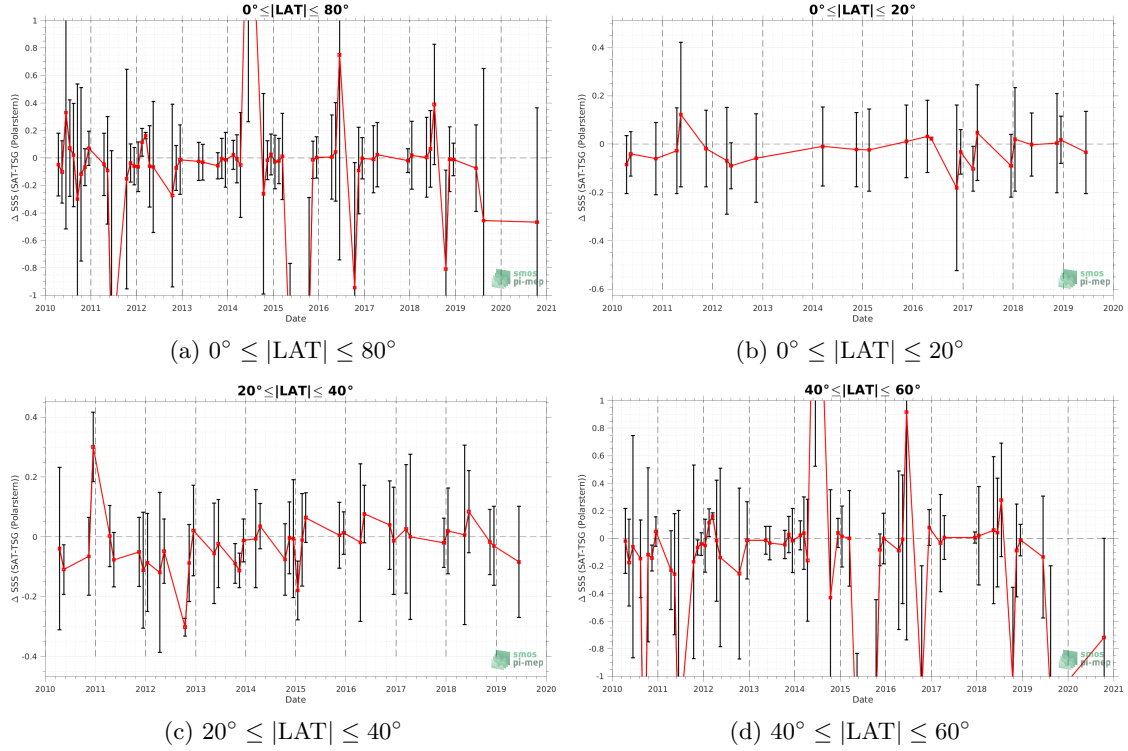 0°≤|LAT|≤ 80°
Δ SSS (SAT-TSG (Polarstern))
1
0.8
0.6
0.4
0.2
0
-0.2
-0.4
-0.6
-0.8
-1
2010 2011 2012 2013 2014 2015 2016 2017 2018 2019 2020 2021
Date
smos
pi-mep
(a) 0° ≤ |LAT| ≤ 80°
0°≤|LAT|≤ 20°
Δ SSS (SAT-TSG (Polarstern))
0.4
0.2
0
-0.2
-0.4
-0.6
2010 2011 2012 2013 2014 2015 2016 2017 2018 2019 2020
Date
smos
pi-mep
(b) 0° ≤ |LAT| ≤ 20°
20°≤|LAT|≤ 40°
Δ SSS (SAT-TSG (Polarstern))
0.4
0.2
0
-0.2
-0.4
2010 2011 2012 2013 2014 2015 2016 2017 2018 2019 2020
Date
smos
pi-mep
(c) 20° ≤ |LAT| ≤ 40°
40°≤|LAT|≤ 60°
Δ SSS (SAT-TSG (Polarstern))
1
0.8
0.6
0.4
0.2
0
-0.2
-0.4
-0.6
-0.8
-1
2010 2011 2012 2013 2014 2015 2016 2017 2018 2019 2020 2021
Date
smos
pi-mep
(d) 40° ≤ |LAT| ≤ 60°